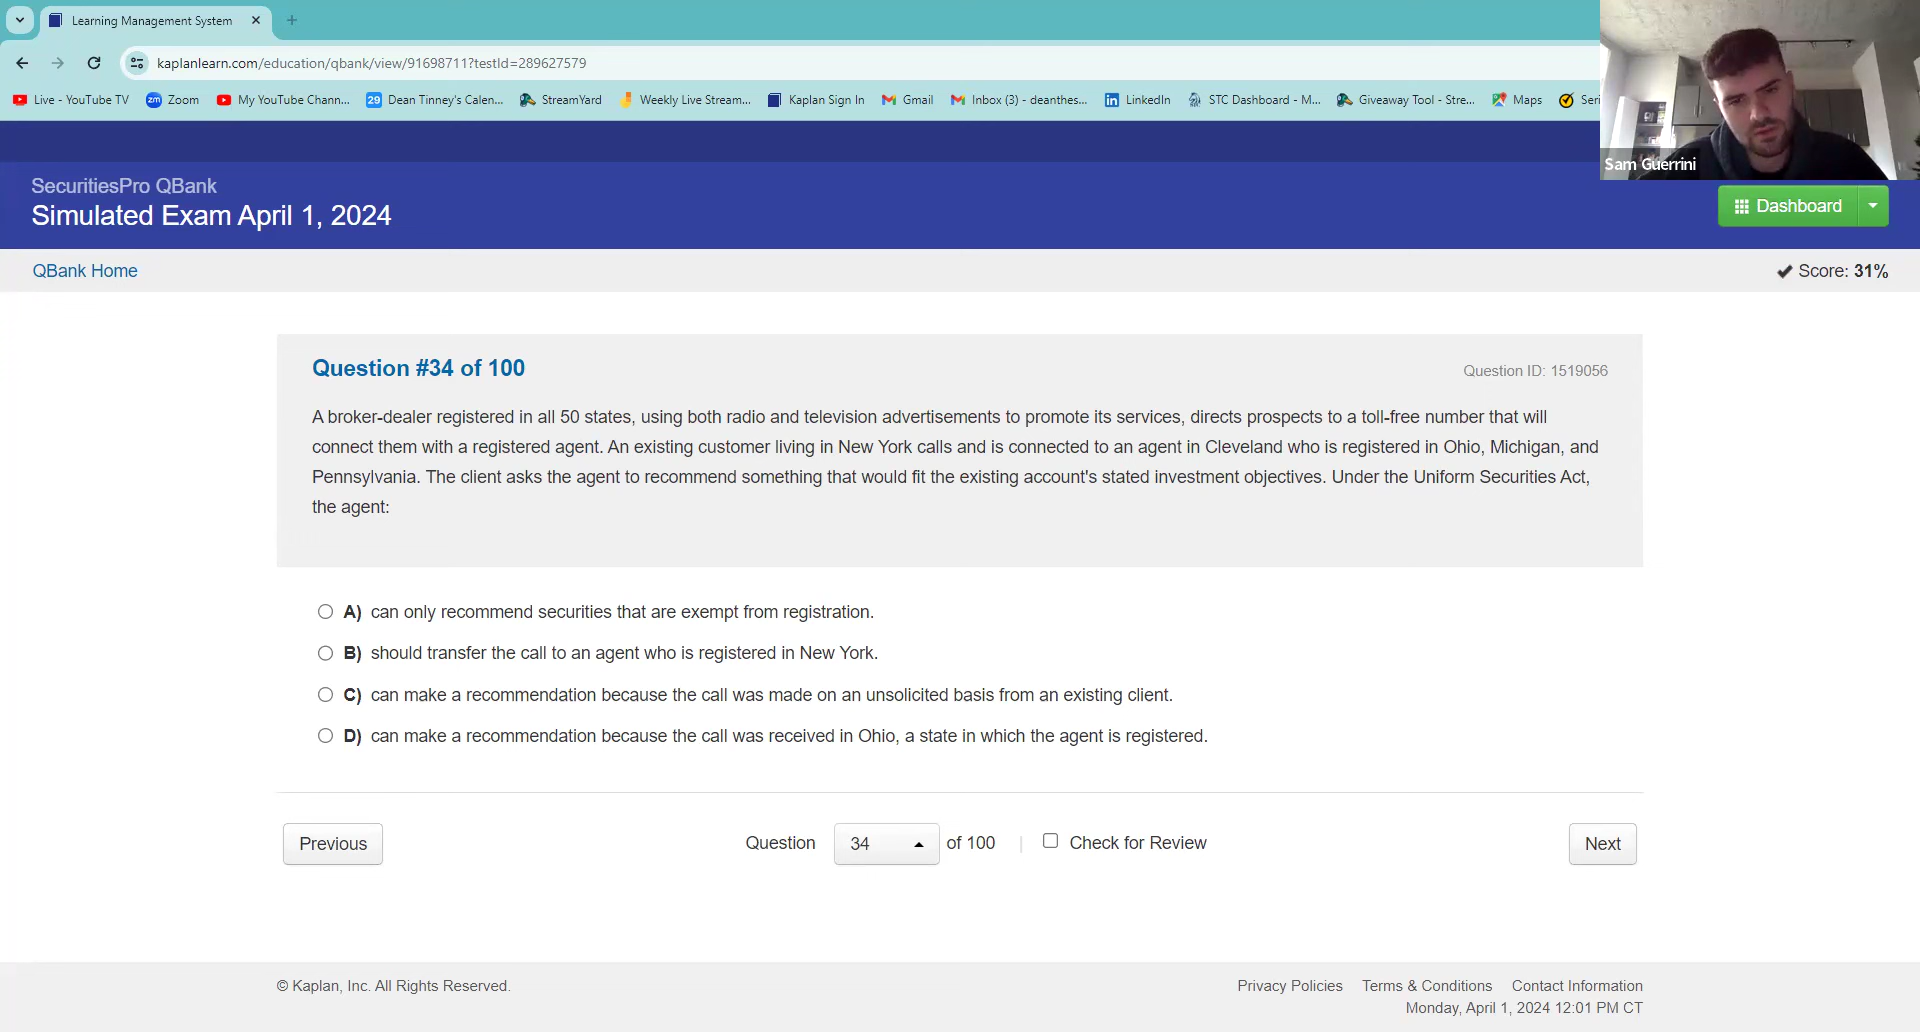 Learning Management System
kaplanlearn.com/education/qbank/view/91698711?testId=289627579
Live - YouTube TV
zm Zoom
My YouTube Chann...
29 Dean Tinney's Calen...
StreamYard
Weekly Live Stream...
Kaplan Sign In
Gmail
Inbox (3) - deanthes...
LinkedIn
STC Dashboard - M...
Giveaway Tool - Stre...
Maps
Seri
Sam Guerrini
SecuritiesPro QBank
Simulated Exam April 1, 2024
Dashboard
QBank Home
Score: 31%
Question #34 of 100
Question ID: 1519056
A broker-dealer registered in all 50 states, using both radio and television advertisements to promote its services, directs prospects to a toll-free number that will
connect them with a registered agent. An existing customer living in New York calls and is connected to an agent in Cleveland who is registered in Ohio, Michigan, and
Pennsylvania. The client asks the agent to recommend something that would fit the existing account's stated investment objectives. Under the Uniform Securities Act,
the agent:
A) can only recommend securities that are exempt from registration.
B) should transfer the call to an agent who is registered in New York.
C) can make a recommendation because the call was made on an unsolicited basis from an existing client.
D) can make a recommendation because the call was received in Ohio, a state in which the agent is registered.
Previous
Question 34 of 100 | Check for Review
Next
© Kaplan, Inc. All Rights Reserved.
Privacy Policies Terms & Conditions Contact Information
Monday, April 1, 2024 12:01 PM CT